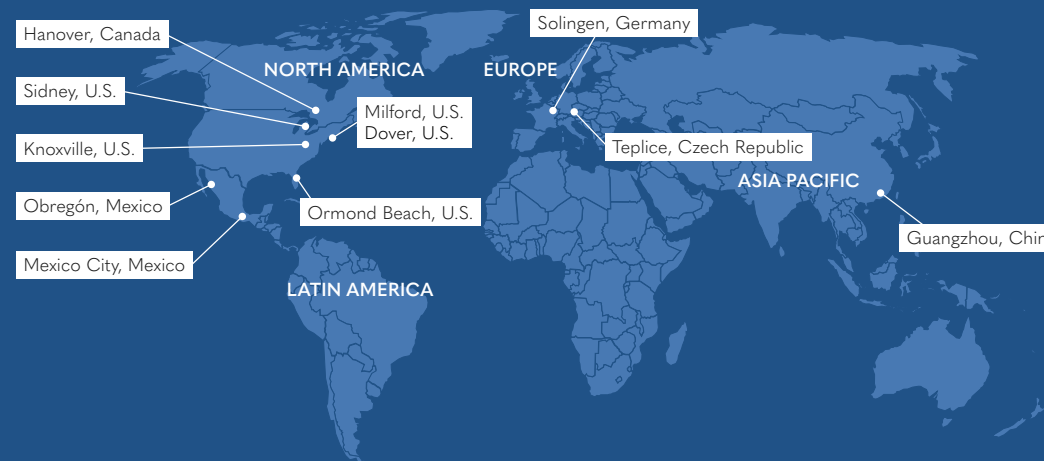 Solingen, Germany
Hanover, Canada
NORTH AMERICA
EUROPE
Sidney, U.S.
Milford, U.S.
Dover, U.S.
Knoxville, U.S.
Teplice, Czech Republic
ASIA PACIFIC
Obregón, Mexico
Ormond Beach, U.S.
Guangzhou, Chin
Mexico City, Mexico
LATIN AMERICA